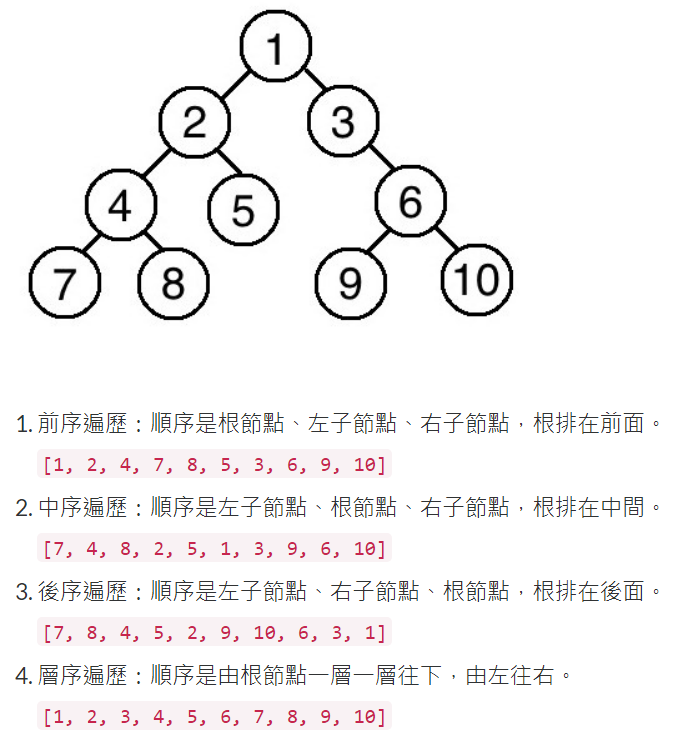 1
2
3
4
5
6
7
8
9
10
1. 前序遍歷：順序是根節點、左子節點、右子節點，根排在前面。
[1, 2, 4, 7, 8, 5, 3, 6, 9, 10]
2. 中序遍歷：順序是左子節點、根節點、右子節點，根排在中間。
[7, 4, 8, 2, 5, 1, 3, 9, 6, 10]
3. 後序遍歷：順序是左子節點、右子節點、根節點，根排在後面。
[7, 8, 4, 5, 2, 9, 10, 6, 3, 1]
4. 層序遍歷：順序是由根節點一層一層往下，由左往右。
[1, 2, 3, 4, 5, 6, 7, 8, 9, 10]